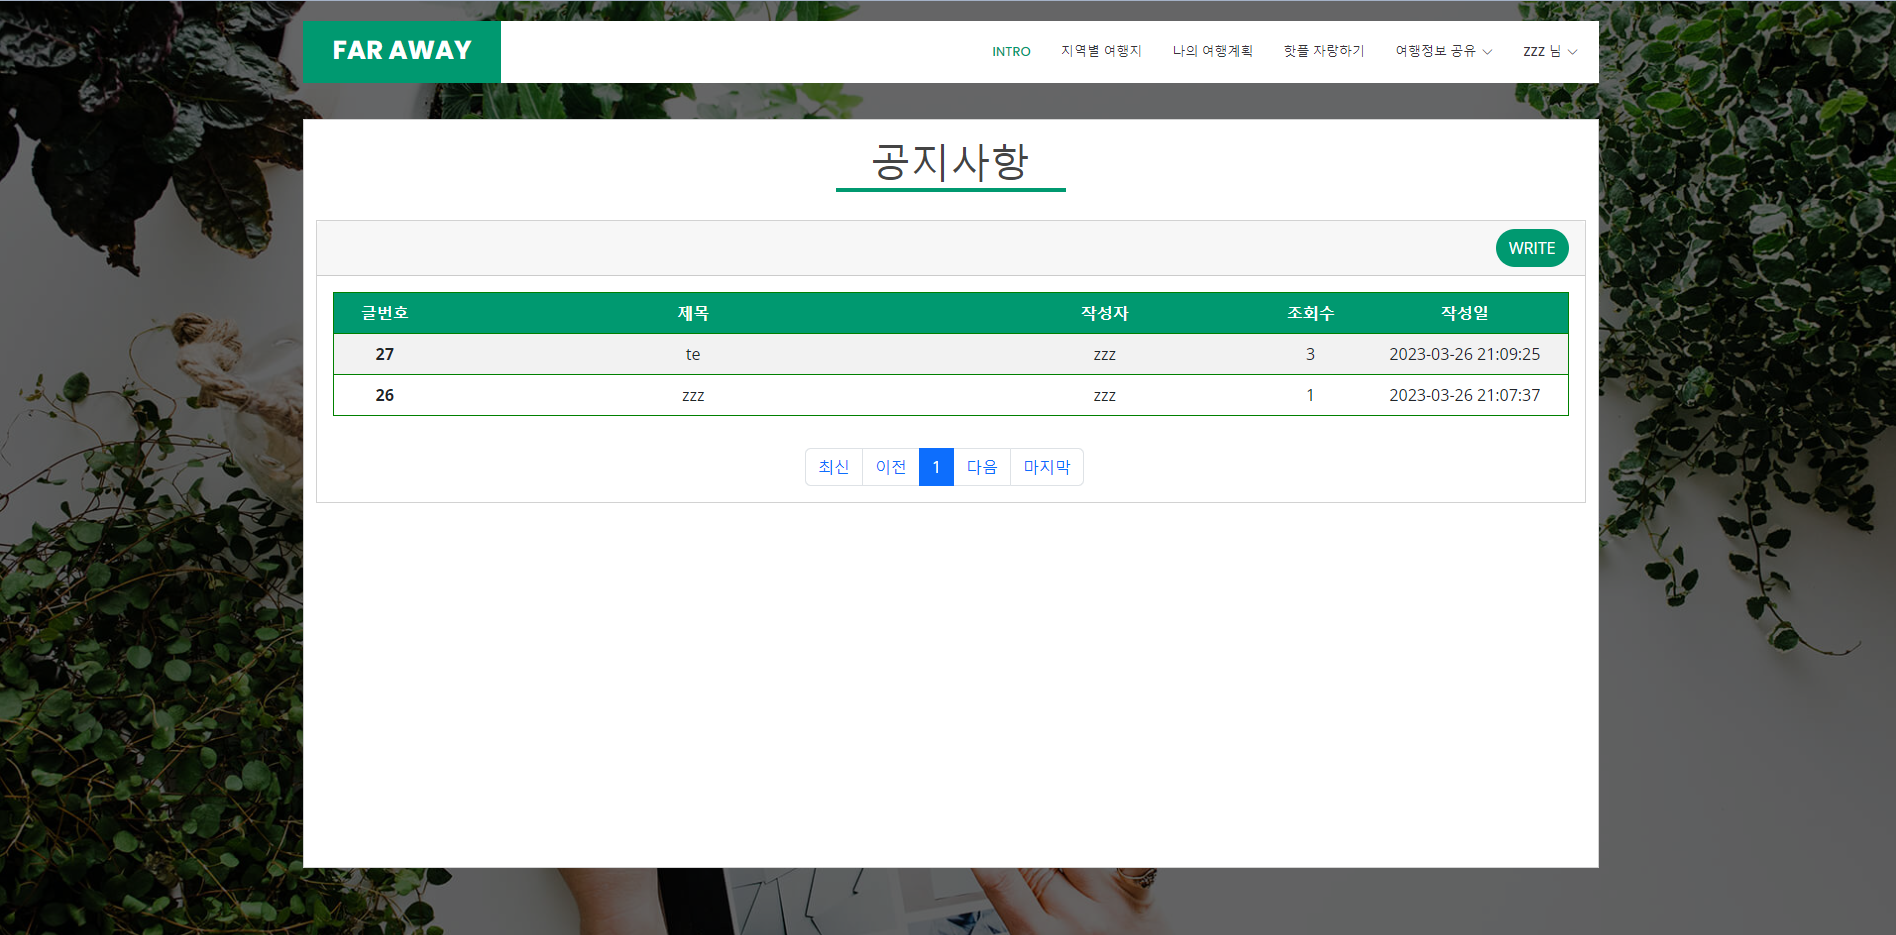 FAR AWAY
INTRO 지역별 여행지 나의 여행계획 핫플 자랑하기 여행정보 공유 ZZZ 님
공지사항
WRITE
글번호 제목 작성자 조회수 작성일
27 te zzz 3 2023-03-26 21:09:25
26 zzz zzz 1 2023-03-26 21:07:37
최신 이전 1 다음 마지막